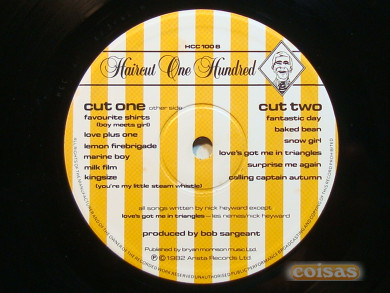 HCC 100 B
Haircut One Hundred
cut one other side
favourite shirts
(boy meets girl)
love plus one
lemon firebrigade
marine boy
milk film
kingsize
(you're my little steam whistle)
cut two
fantastic day
baked bean
snow girl
love's got me in triangles
surprise me again
calling captain autumn
all songs written by nick heyward except
love's got me in triangles – les nemes/nick heyward
produced by bob sargeant
Published by bryan morrison music Ltd.
℗ © 1982 Arista Records Ltd
coisas